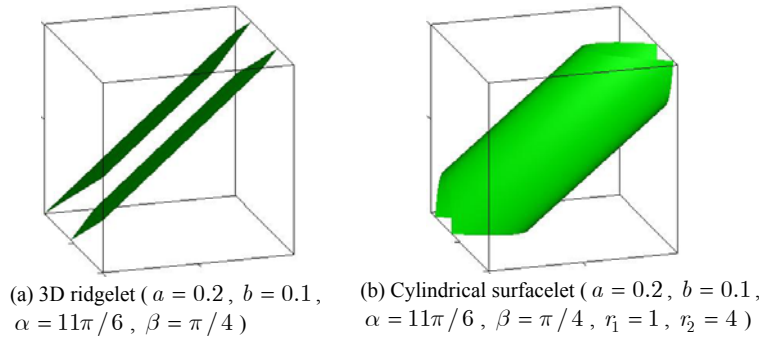 (a) 3D ridgelet ( a = 0.2 , b = 0.1 ,
α = 11π/6 , β = π/4 )
(b) Cylindrical surfacelet ( a = 0.2 , b = 0.1 ,
α = 11π/6 , β = π/4 , r₁ = 1 , r₂ = 4 )